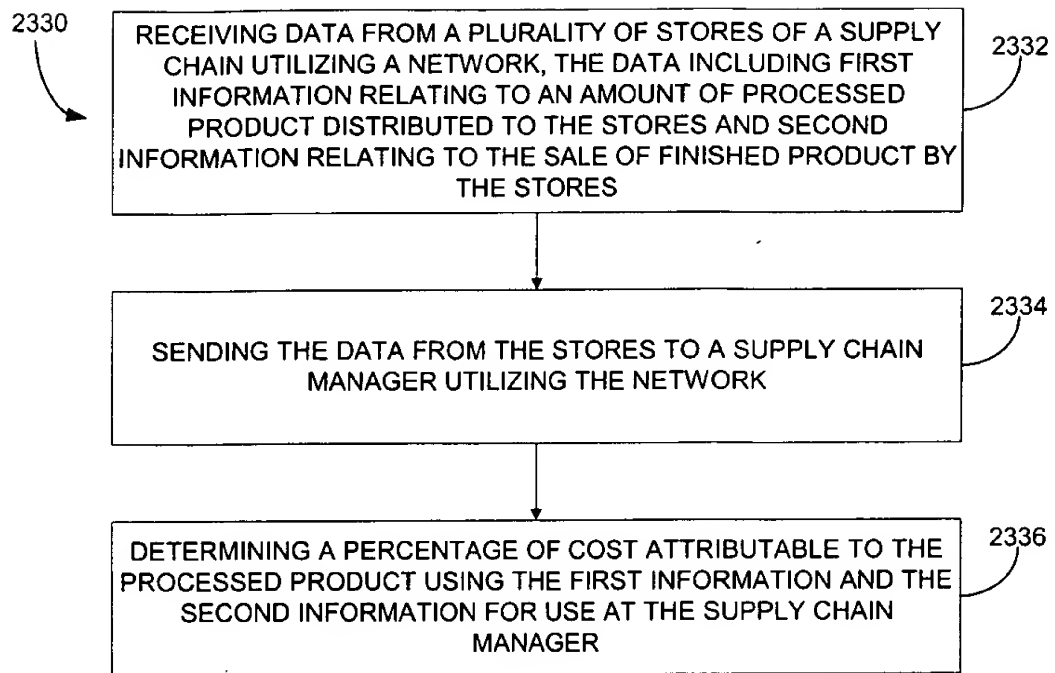 2330
RECEIVING DATA FROM A PLURALITY OF STORES OF A SUPPLY
CHAIN UTILIZING A NETWORK, THE DATA INCLUDING FIRST
INFORMATION RELATING TO AN AMOUNT OF PROCESSED
PRODUCT DISTRIBUTED TO THE STORES AND SECOND
INFORMATION RELATING TO THE SALE OF FINISHED PRODUCT BY
THE STORES
2332
SENDING THE DATA FROM THE STORES TO A SUPPLY CHAIN
MANAGER UTILIZING THE NETWORK
2334
DETERMINING A PERCENTAGE OF COST ATTRIBUTABLE TO THE
PROCESSED PRODUCT USING THE FIRST INFORMATION AND THE
SECOND INFORMATION FOR USE AT THE SUPPLY CHAIN
MANAGER
2336